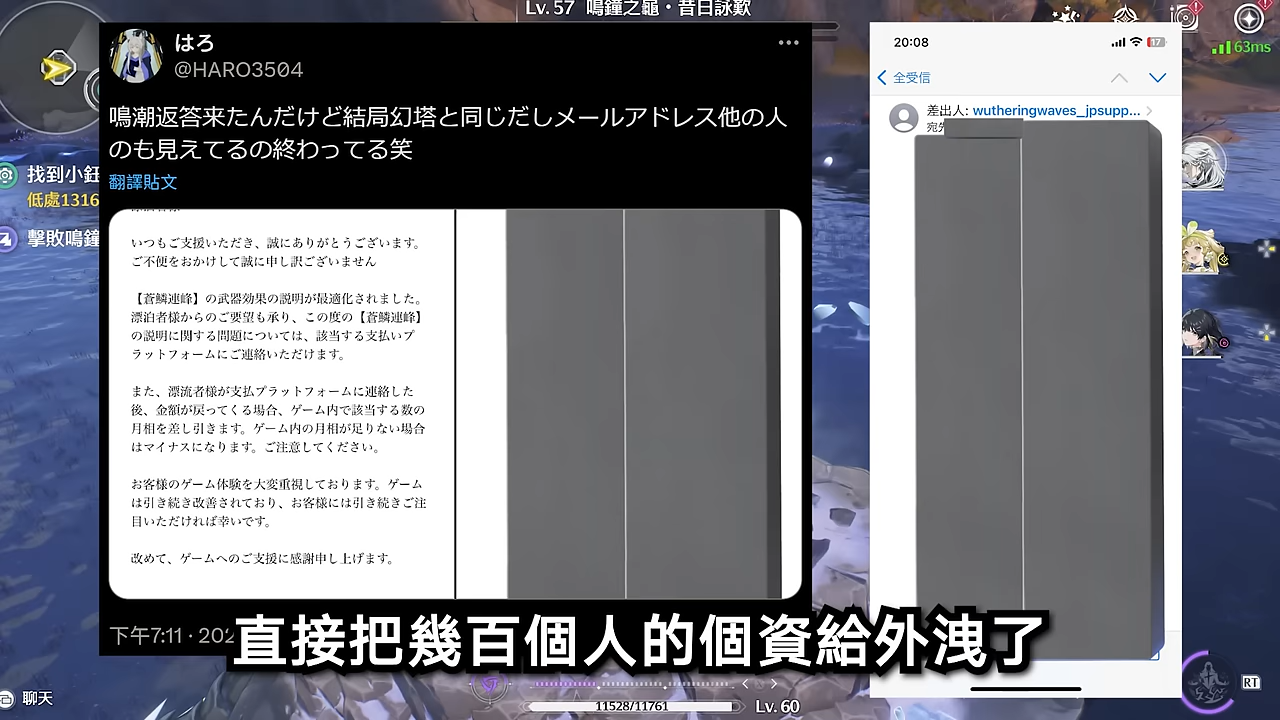 Lv.57 鳴鐘之龜・昔日詠歎
63ms
找到小鈺
低處1316
擊敗鳴鐘
はろ
@HARO3504
鳴潮返答来たんだけど結局幻塔と同じだしメールアドレス他の人
のも見えてるの終わってる笑
翻譯貼文
いつもご支援いただき、誠にありがとうございます。
ご不便をおかけして誠に申し訳ございません
【蒼鱗連峰】の武器効果の説明が最適化されました。
漂泊者様からのご要望も承り、この度の【蒼鱗連峰】
の説明に関する問題については、該当する支払いプ
ラットフォームにご連絡いただけます。
また、漂流者様が支払プラットフォームに連絡した
後、金額が戻ってくる場合、ゲーム内で該当する数の
月相を差し引きます。ゲーム内の月相が足りない場合
はマイナスになります。ご注意してください。
お客様のゲーム体験を大変重視しております。ゲーム
は引き続き改善されており、お客様には引き続きご注
目いただければ幸いです。
改めて、ゲームへのご支援に感謝申し上げます。
下午7:11 · 202
20:08
17
全受信
差出人: wutheringwaves_jpsupp...
宛先
直接把幾百個人的個資給外洩了
聊天
11528/11761
Lv.60
RT